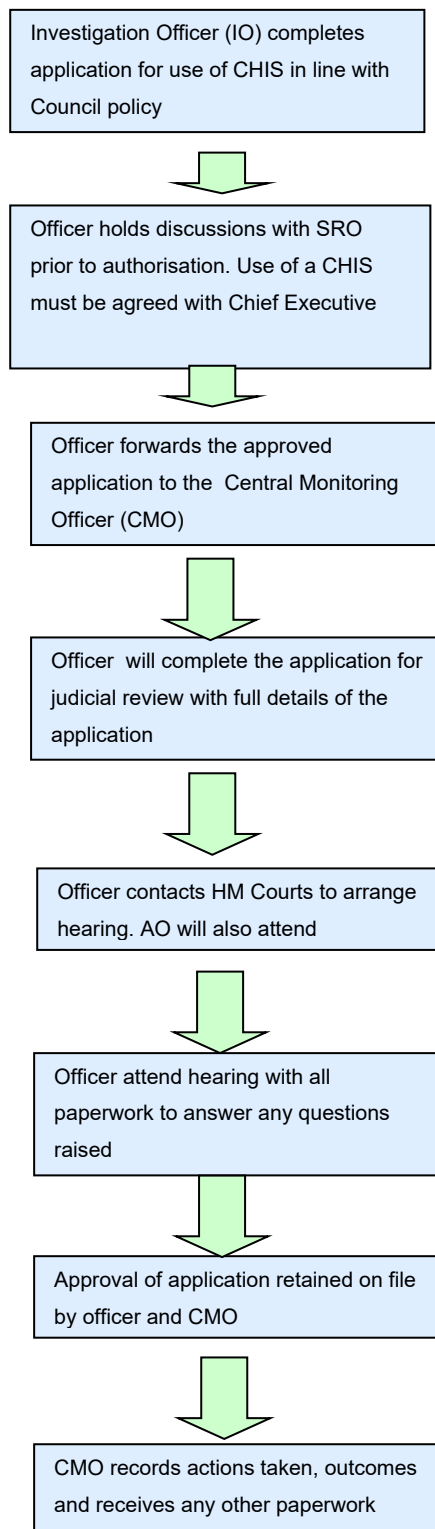 Investigation Officer (IO) completes
application for use of CHIS in line with
Council policy
Officer holds discussions with SRO
prior to authorisation. Use of a CHIS
must be agreed with Chief Executive
Officer forwards the approved
application to the Central Monitoring
Officer (CMO)
Officer will complete the application for
judicial review with full details of the
application
Officer contacts HM Courts to arrange
hearing. AO will also attend
Officer attend hearing with all
paperwork to answer any questions
raised
Approval of application retained on file
by officer and CMO
CMO records actions taken, outcomes
and receives any other paperwork